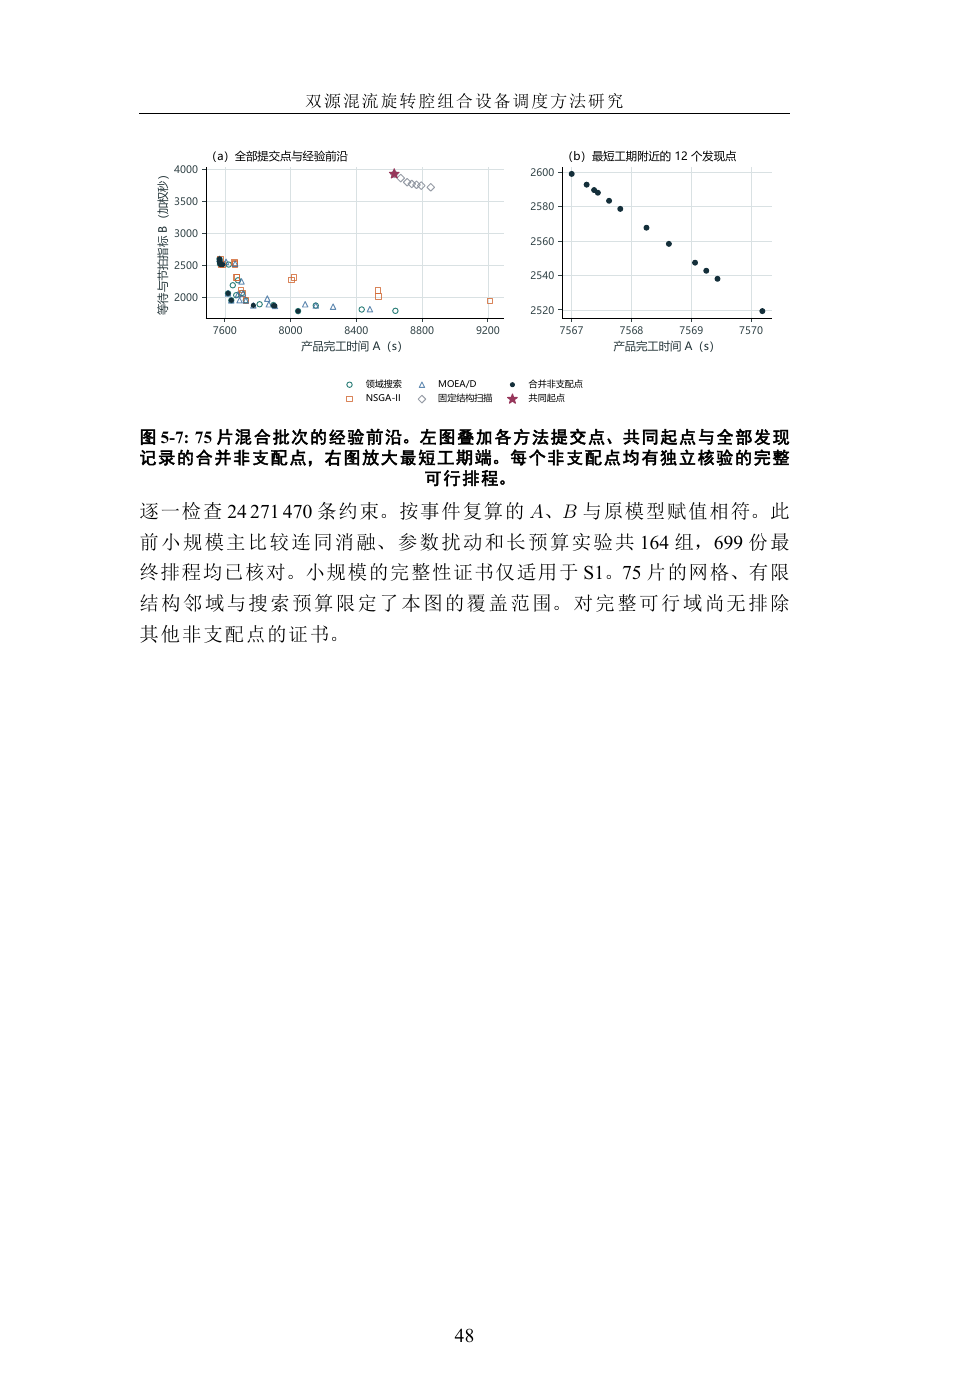 双源混流旋转腔组合设备调度方法研究
(a) 全部提交点与经验前沿
4000
3500
3000
2500
2000
等待与节拍指标 B（加权秒）
7600 8000 8400 8800 9200
产品完工时间 A（s）
(b) 最短工期附近的 12 个发现点
2600
2580
2560
2540
2520
7567 7568 7569 7570
产品完工时间 A（s）
领域搜索 MOEA/D 合并非支配点
NSGA-II 固定结构扫描 共同起点
图 5-7: 75 片混合批次的经验前沿。左图叠加各方法提交点、共同起点与全部发现
记录的合并非支配点，右图放大最短工期端。每个非支配点均有独立核验的完整
可行排程。
逐一检查 24 271 470 条约束。按事件复算的 A、B 与原模型赋值相符。此
前小规模主比较连同消融、参数扰动和长预算实验共 164 组，699 份最
终排程均已核对。小规模的完整性证书仅适用于 S1。75 片的网格、有限
结构邻域与搜索预算限定了本图的覆盖范围。对完整可行域尚无排除
其他非支配点的证书。
48